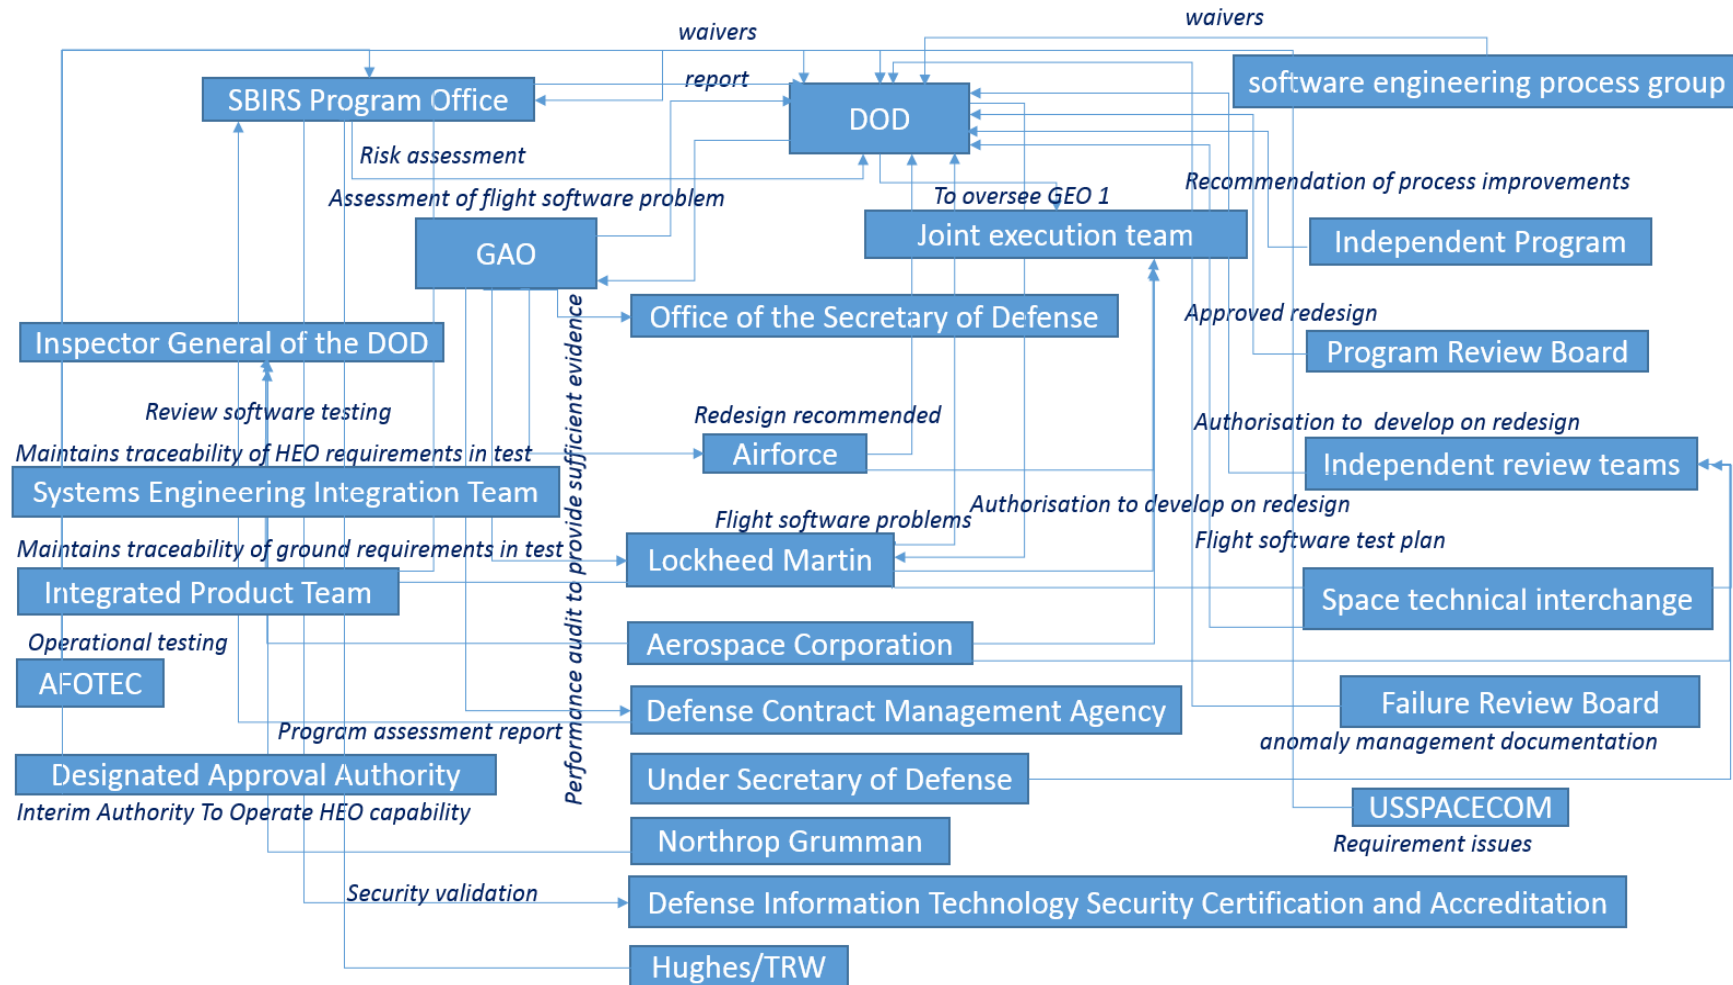 waivers
waivers
software engineering process group
report
SBIRS Program Office
DOD
Risk assessment
Assessment of flight software problem
To oversee GEO 1
Recommendation of process improvements
GAO
Joint execution team
Independent Program
Office of the Secretary of Defense
Approved redesign
Inspector General of the DOD
Program Review Board
Performance audit to provide sufficient evidence
Review software testing
Redesign recommended
Authorisation to develop on redesign
Maintains traceability of HEO requirements in test
Airforce
Independent review teams
Systems Engineering Integration Team
Authorisation to develop on redesign
Flight software problems
Flight software test plan
Maintains traceability of ground requirements in test
Lockheed Martin
Integrated Product Team
Space technical interchange
Operational testing
Aerospace Corporation
AFOTEC
Defense Contract Management Agency
Failure Review Board
Program assessment report
anomaly management documentation
Designated Approval Authority
Under Secretary of Defense
Interim Authority To Operate HEO capability
USSPACECOM
Northrop Grumman
Requirement issues
Security validation
Defense Information Technology Security Certification and Accreditation
Hughes/TRW